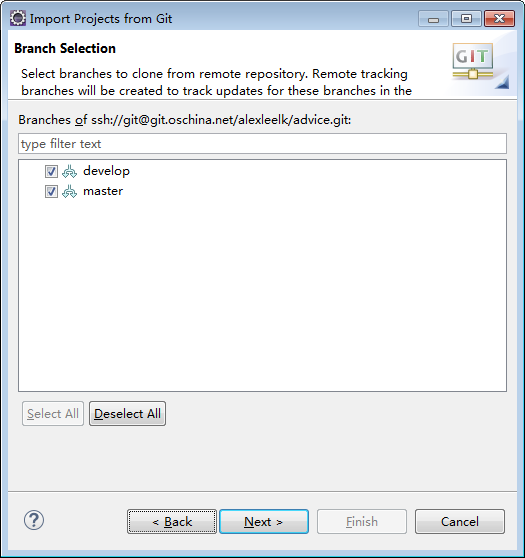 Import Projects from Git
Branch Selection
GIT
Select branches to clone from remote repository. Remote tracking
branches will be created to track updates for these branches in the
Branches of ssh://git@git.oschina.net/alexleelk/advice.git:
type filter text
develop
master
Select All
Deselect All
?
< Back
Next >
Finish
Cancel